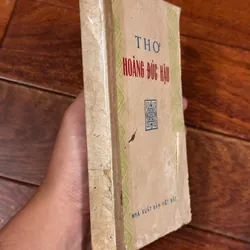 THƠ
HOÀNG ĐỨC HẬU
NHÀ XUẤT BẢN VIỆT BẮC